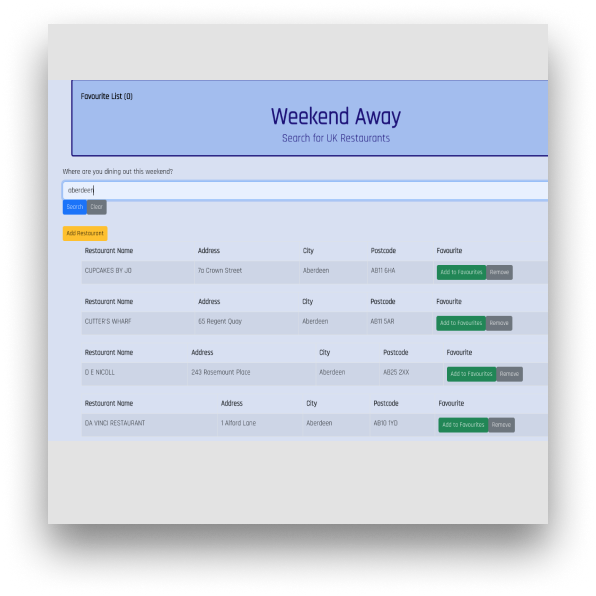 Favourite List (0)
Weekend Away
Search for UK Restaurants
Where are you dining out this weekend?
aberdeen
Search Clear
Add Restaurant
Restaurant Name Address City Postcode Favourite
CUPCAKES BY JO 7a Crown Street Aberdeen AB11 6HA Add to Favourites Remove
Restaurant Name Address City Postcode Favourite
CUTTER'S WHARF 65 Regent Quay Aberdeen AB11 5AR Add to Favourites Remove
Restaurant Name Address City Postcode Favourite
D E NICOLL 243 Rosemount Place Aberdeen AB25 2XX Add to Favourites Remove
Restaurant Name Address City Postcode Favourite
DA VINCI RESTAURANT 1 Alford Lane Aberdeen AB10 1YD Add to Favourites Remove